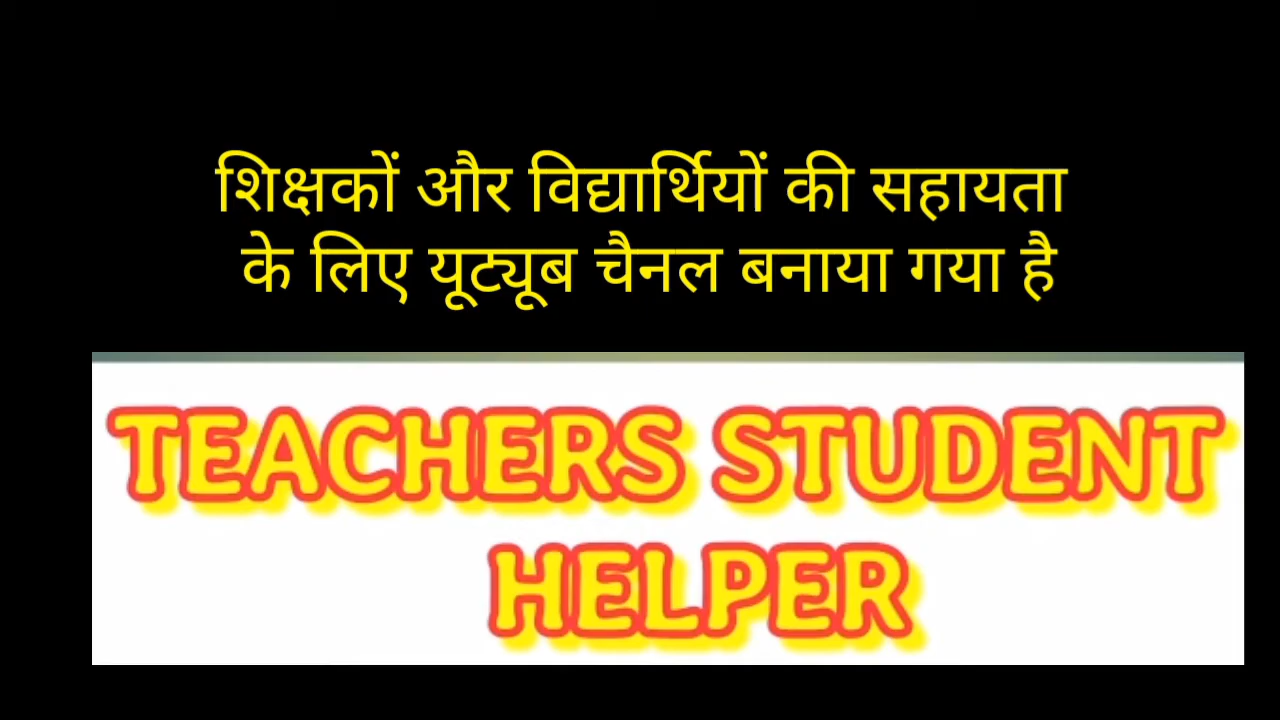 शिक्षकों और विद्यार्थियों की सहायता
के लिए यूट्यूब चैनल बनाया गया है
TEACHERS STUDENT
HELPER